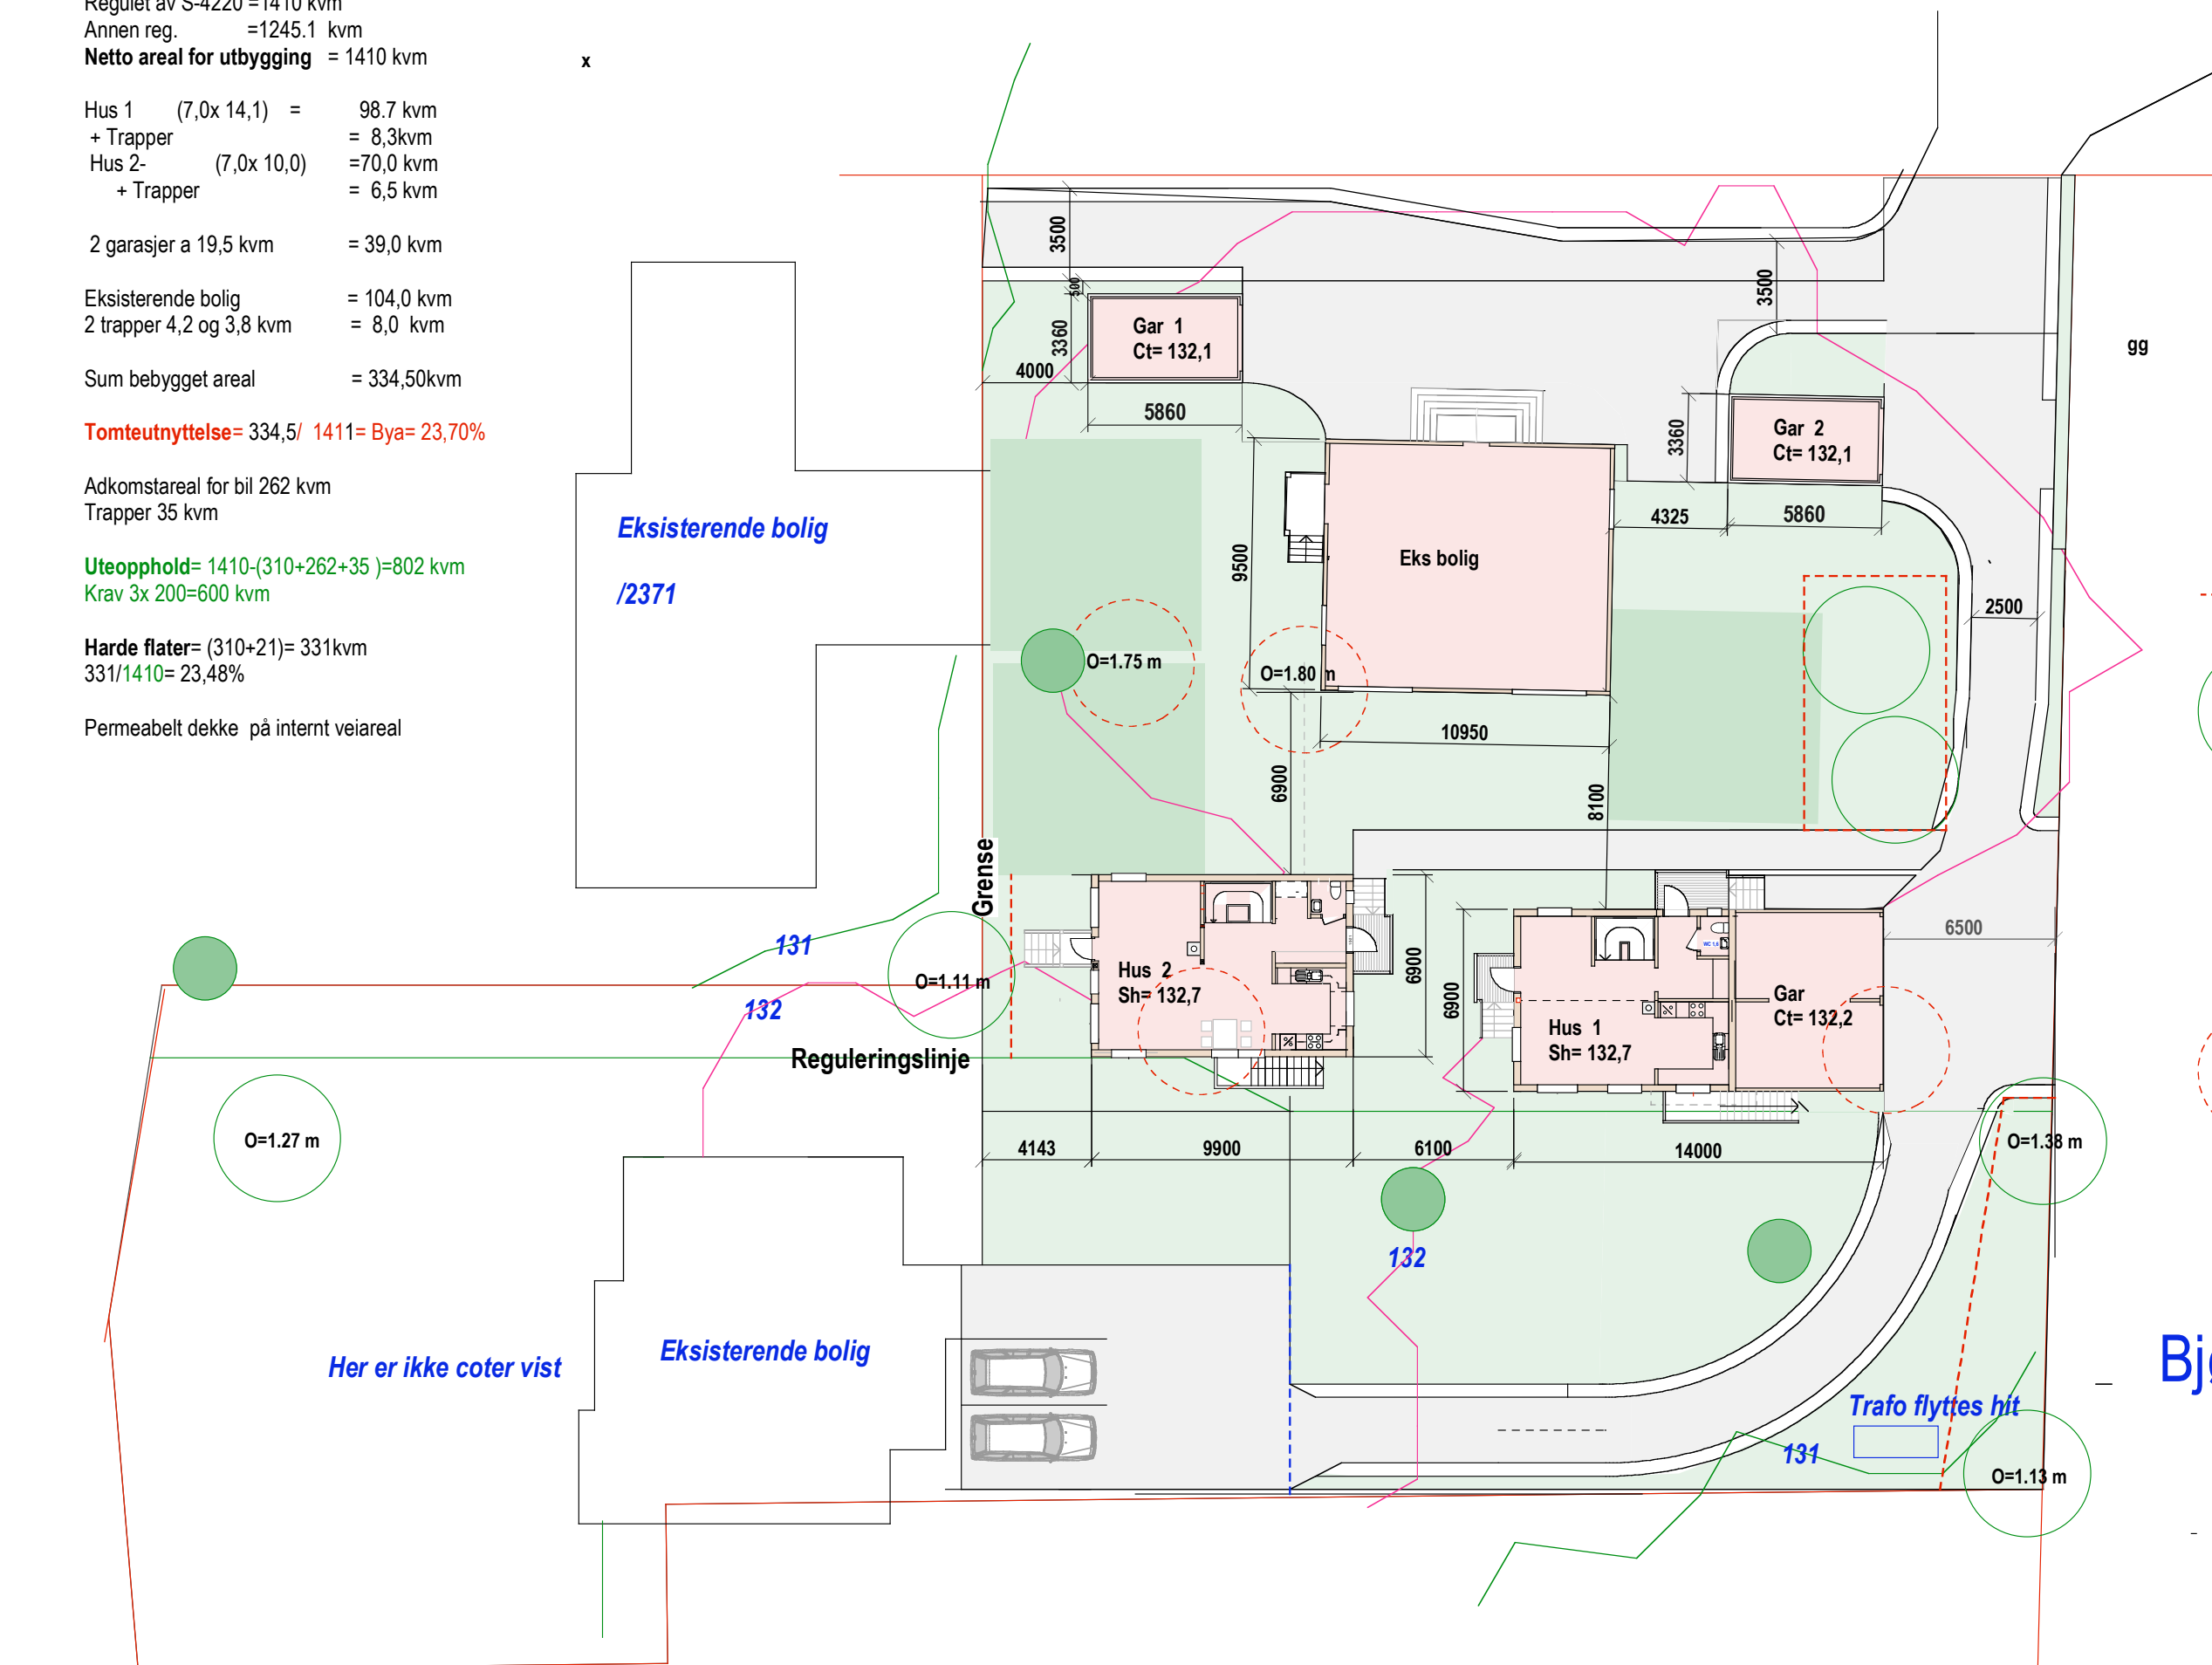 Regulet av S-4220 =1410 kvm
Annen reg. =1245.1 kvm
Netto areal for utbygging = 1410 kvm
x
Hus 1 (7,0x 14,1) = 98.7 kvm
+ Trapper = 8,3kvm
Hus 2- (7,0x 10,0) =70,0 kvm
+ Trapper = 6,5 kvm
2 garasjer a 19,5 kvm = 39,0 kvm
Eksisterende bolig = 104,0 kvm
2 trapper 4,2 og 3,8 kvm = 8,0 kvm
Sum bebygget areal = 334,50kvm
Tomteutnyttelse= 334,5/ 1411= Bya= 23,70%
Adkomstareal for bil 262 kvm
Trapper 35 kvm
Uteopphold= 1410-(310+262+35 )=802 kvm
Krav 3x 200=600 kvm
Harde flater= (310+21)= 331kvm
331/1410= 23,48%
Permeabelt dekke på internt veiareal
3500
500
3360
4000
Gar 1
Ct= 132,1
5860
3500
gg
3360
Gar 2
Ct= 132,1
4325
5860
Eksisterende bolig
/2371
9500
Eks bolig
2500
O=1.75 m
O=1.80 m
10950
6900
8100
Grense
131
132
O=1.11 m
Hus 2
Sh= 132,7
6900
6900
WC 1,6
Hus 1
Sh= 132,7
Gar
Ct= 132,2
6500
Reguleringslinje
O=1.27 m
O=1.38 m
4143
9900
6100
14000
132
Her er ikke coter vist
Eksisterende bolig
Trafo flyttes hit
131
O=1.13 m